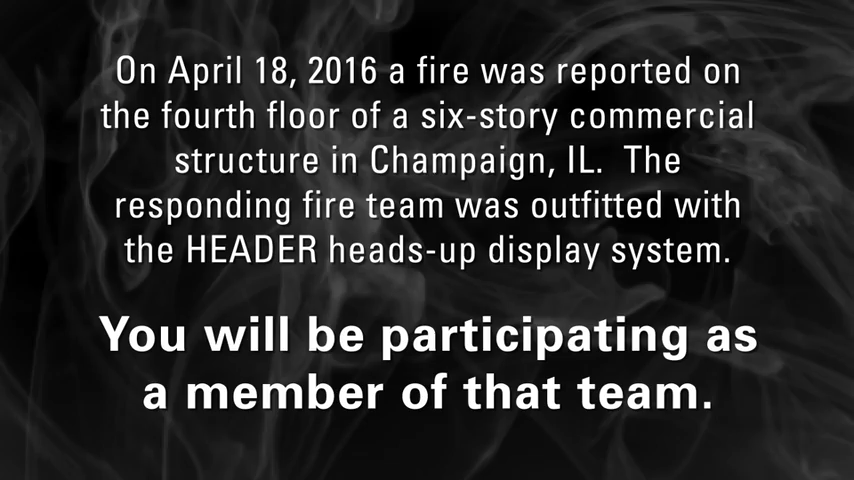 On April 18, 2016 a fire was reported on
the fourth floor of a six-story commercial
structure in Champaign, IL.  The
responding fire team was outfitted with
the HEADER heads-up display system.
You will be participating as
a member of that team.